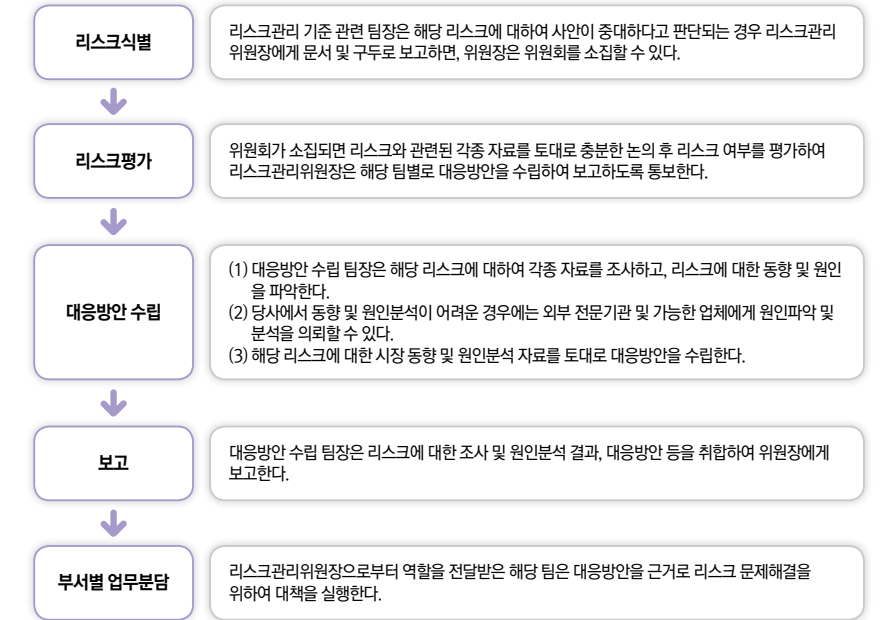 리스크식별
리스크관리 기준 관련 팀장은 해당 리스크에 대하여 사안이 중대하다고 판단되는 경우 리스크관리
위원장에게 문서 및 구두로 보고하면, 위원장은 위원회를 소집할 수 있다.
리스크평가
위원회가 소집되면 리스크와 관련된 각종 자료를 토대로 충분한 논의 후 리스크 여부를 평가하여
리스크관리위원장은 해당 팀별로 대응방안을 수립하여 보고하도록 통보한다.
대응방안 수립
(1) 대응방안 수립 팀장은 해당 리스크에 대하여 각종 자료를 조사하고, 리스크에 대한 동향 및 원인
을 파악한다.
(2) 당사에서 동향 및 원인분석이 어려운 경우에는 외부 전문기관 및 가능한 업체에게 원인파악 및
분석을 의뢰할 수 있다.
(3) 해당 리스크에 대한 시장 동향 및 원인분석 자료를 토대로 대응방안을 수립한다.
보고
대응방안 수립 팀장은 리스크에 대한 조사 및 원인분석 결과, 대응방안 등을 취합하여 위원장에게
보고한다.
부서별 업무분담
리스크관리위원장으로부터 역할을 전달받은 해당 팀은 대응방안을 근거로 리스크 문제해결을
위하여 대책을 실행한다.